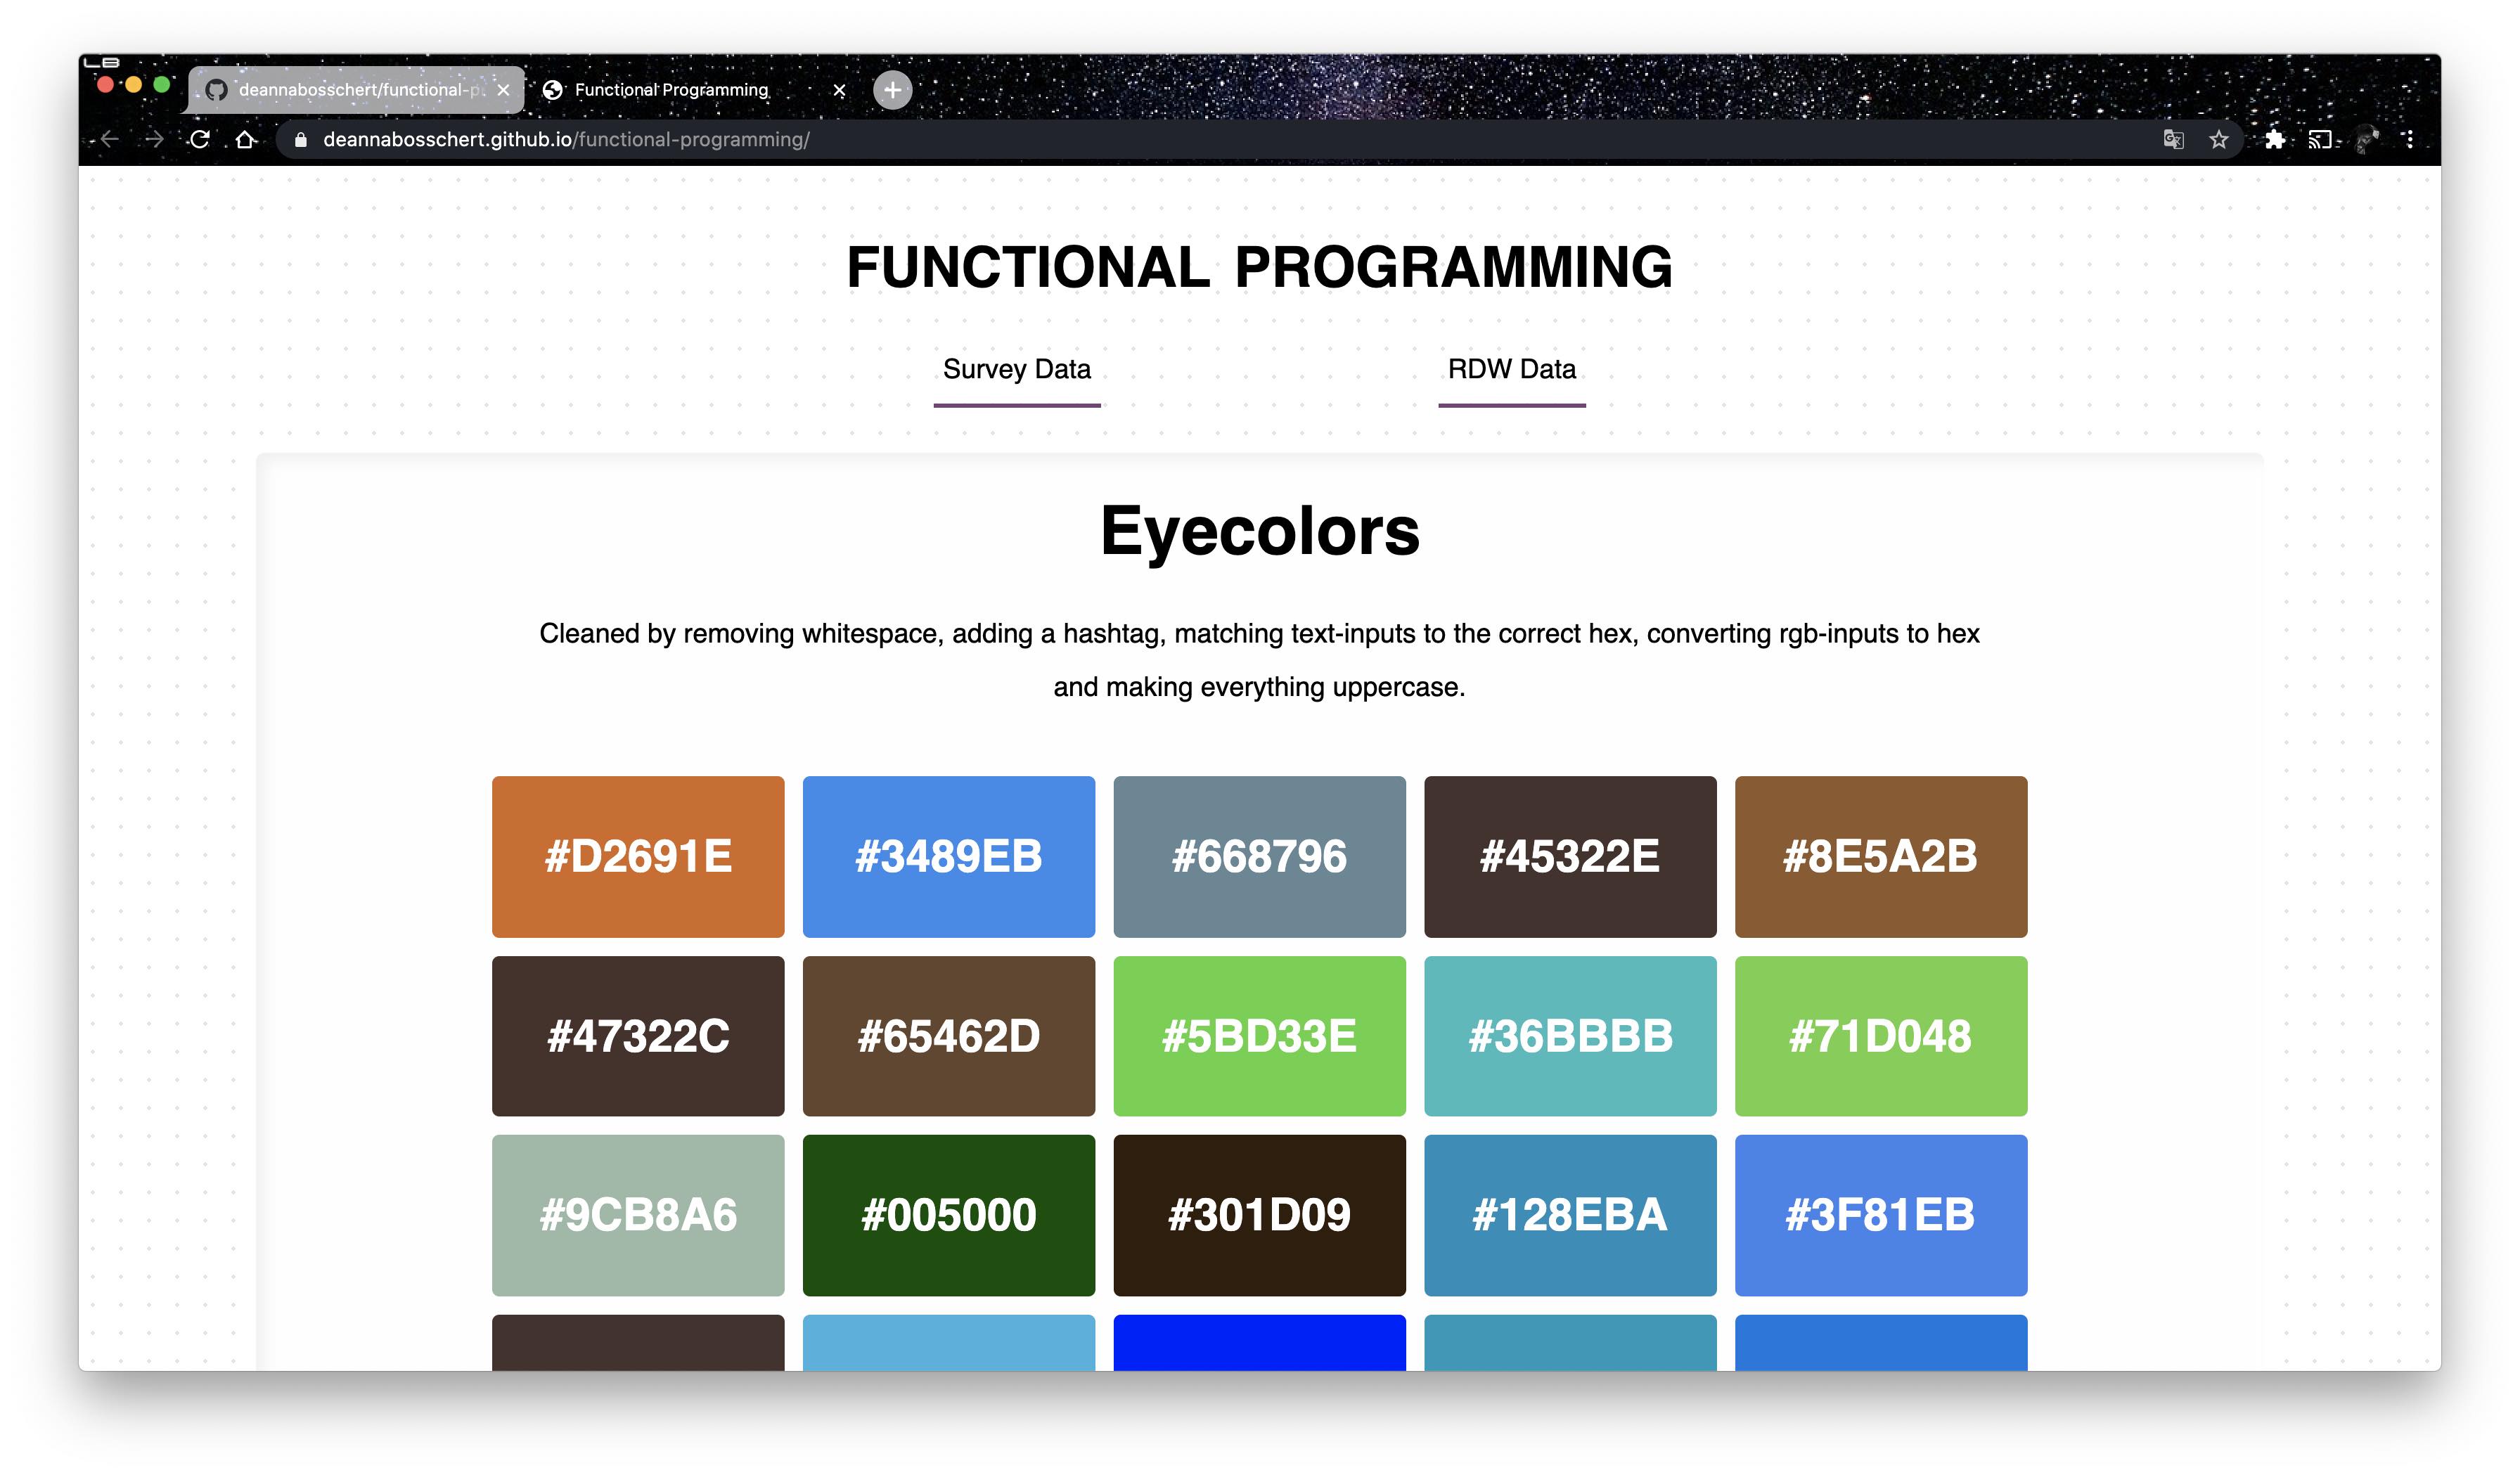 deannabosschert/functional-p
Functional Programming
deannabosschert.github.io/functional-programming/
FUNCTIONAL PROGRAMMING
Survey Data
RDW Data
Eyecolors
Cleaned by removing whitespace, adding a hashtag, matching text-inputs to the correct hex, converting rgb-inputs to hex
and making everything uppercase.
#D2691E #3489EB #668796 #45322E #8E5A2B
#47322C #65462D #5BD33E #36BBBB #71D048
#9CB8A6 #005000 #301D09 #128EBA #3F81EB